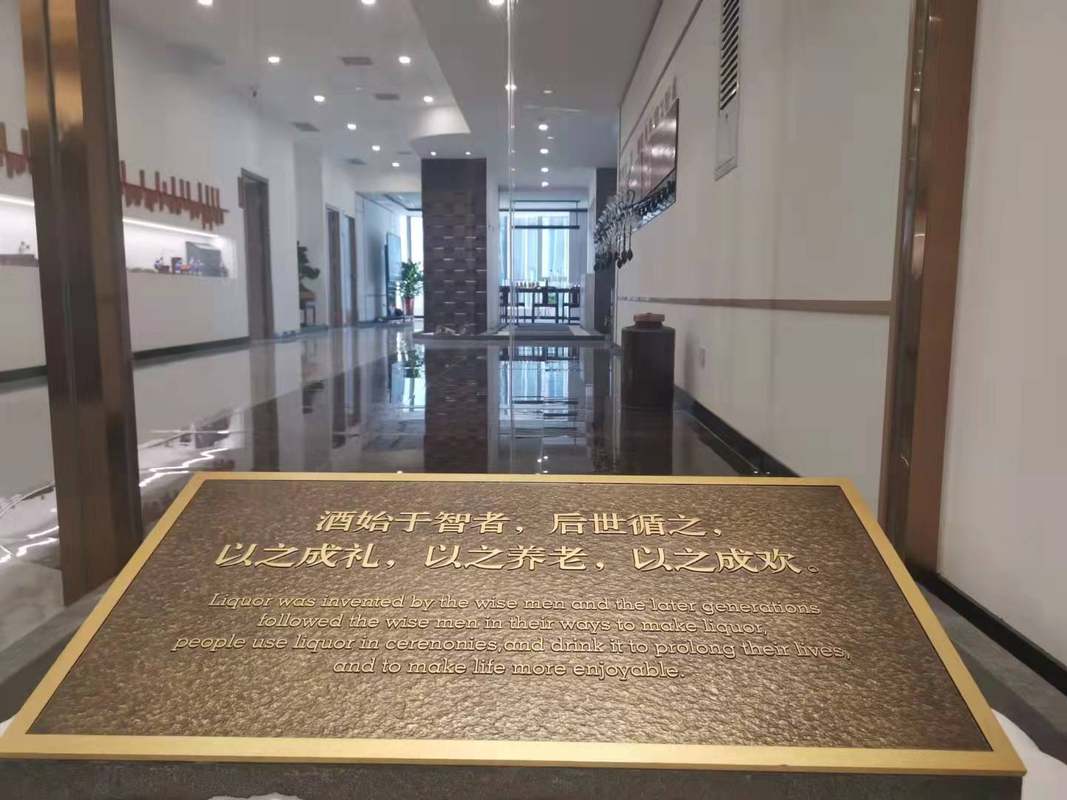 酒始于智者，后世循之，
以之成礼，以之养老，以之成欢。
Liquor was invented by the wise men and the later generations
followed the wise men in their ways to make liquor,
people use liquor in cerenonies,and drink it to prolong their lives,
and to make life more enjoyable.